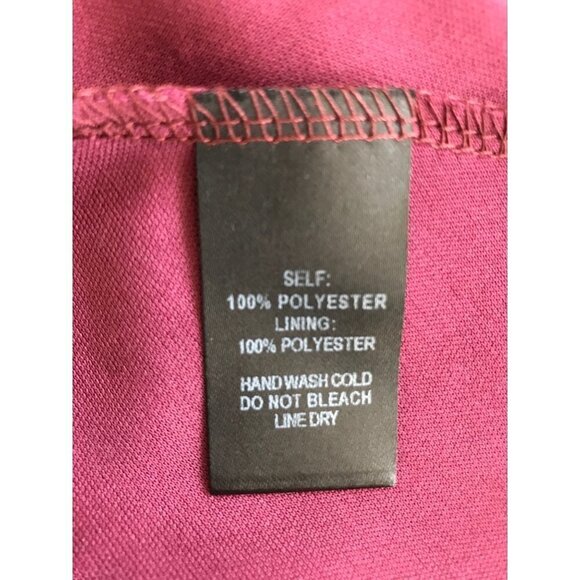 SELF:
100% POLYESTER
LINING:
100% POLYESTER
HAND WASH COLD
DO NOT BLEACH
LINE DRY